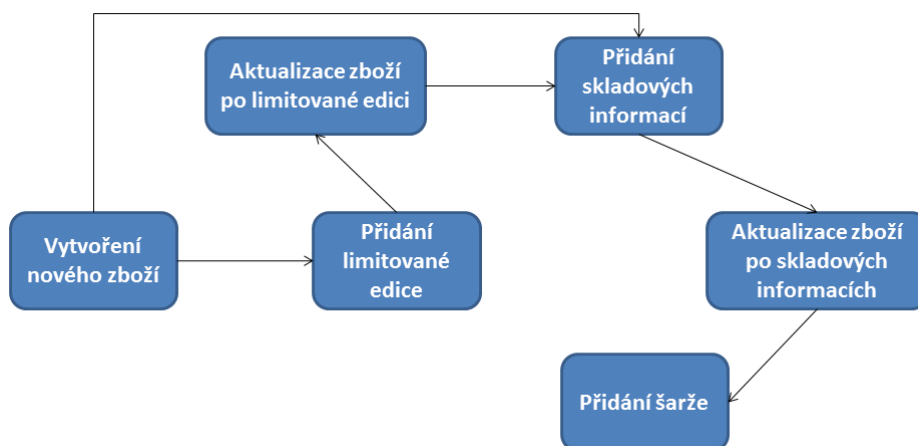 Aktualizace zboží
po limitované edici
Přidání
skladových
informací
Vytvoření
nového zboží
Přidání
limitované
edice
Aktualizace zboží
po skladových
informacích
Přidání šarže